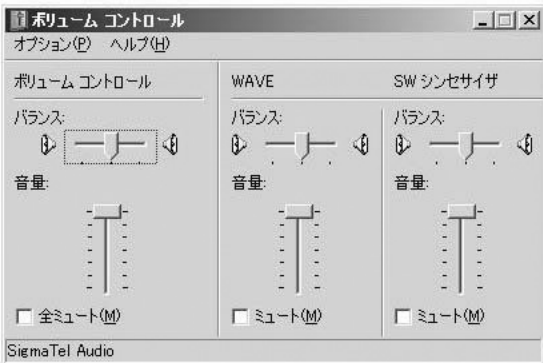 ボリューム コントロール
オプション(P) ヘルプ(H)
ボリューム コントロール
バランス:
音量:
全ミュート(M)
WAVE
バランス:
音量:
ミュート(M)
SW シンセサイザ
バランス:
音量:
ミュート(M)
SigmaTel Audio